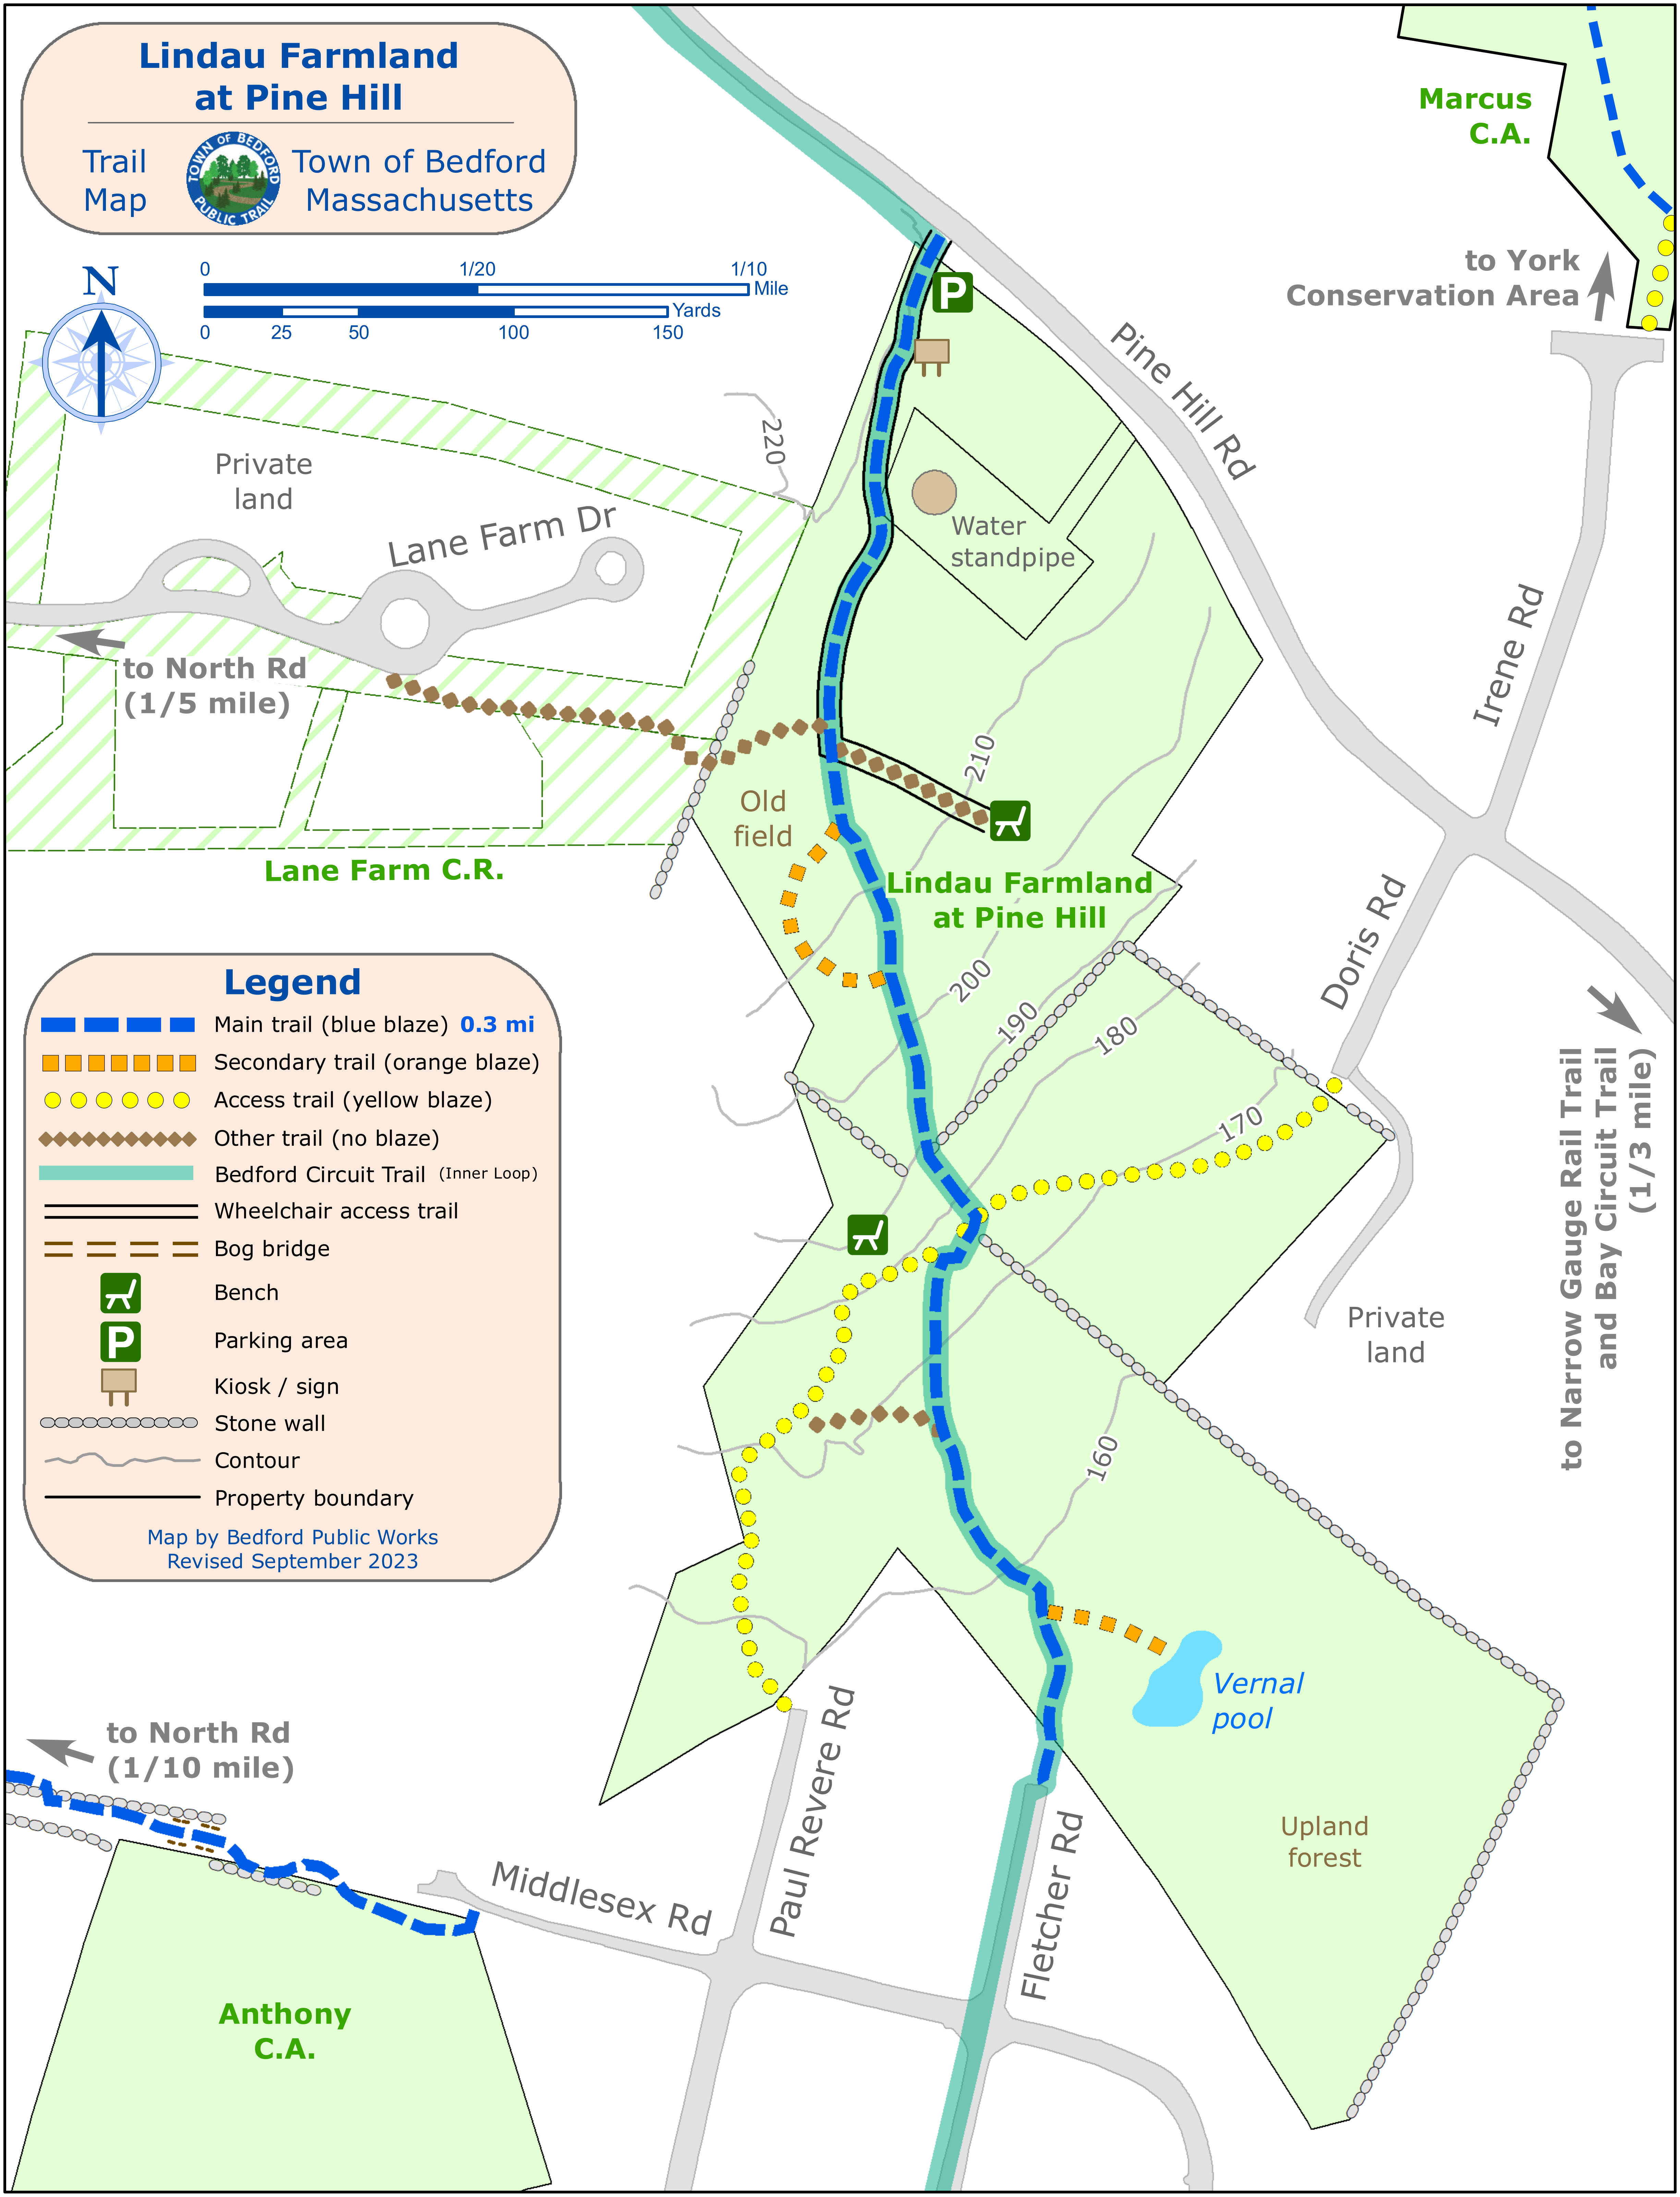 Lindau Farmland
at Pine Hill
Trail
Map
TOWN OF BEDFORD
PUBLIC TRAIL
Town of Bedford
Massachusetts
N
0
1/20
1/10
Mile
Yards
0
25
50
100
150
Marcus
C.A.
to York
Conservation Area
P
Pine Hill Rd
220
Private
land
Lane Farm Dr
Water
standpipe
to North Rd
(1/5 mile)
Irene Rd
210
Old
field
Lane Farm C.R.
Lindau Farmland
at Pine Hill
Doris Rd
200
190
180
170
to Narrow Gauge Rail Trail
and Bay Circuit Trail
(1/3 mile)
Legend
Main trail (blue blaze) 0.3 mi
Secondary trail (orange blaze)
Access trail (yellow blaze)
Other trail (no blaze)
Bedford Circuit Trail (Inner Loop)
Wheelchair access trail
Bog bridge
Bench
P
Parking area
Kiosk / sign
Stone wall
Contour
Property boundary
Map by Bedford Public Works
Revised September 2023
Private
land
160
Vernal
pool
to North Rd
(1/10 mile)
Paul Revere Rd
Fletcher Rd
Upland
forest
Middlesex Rd
Anthony
C.A.